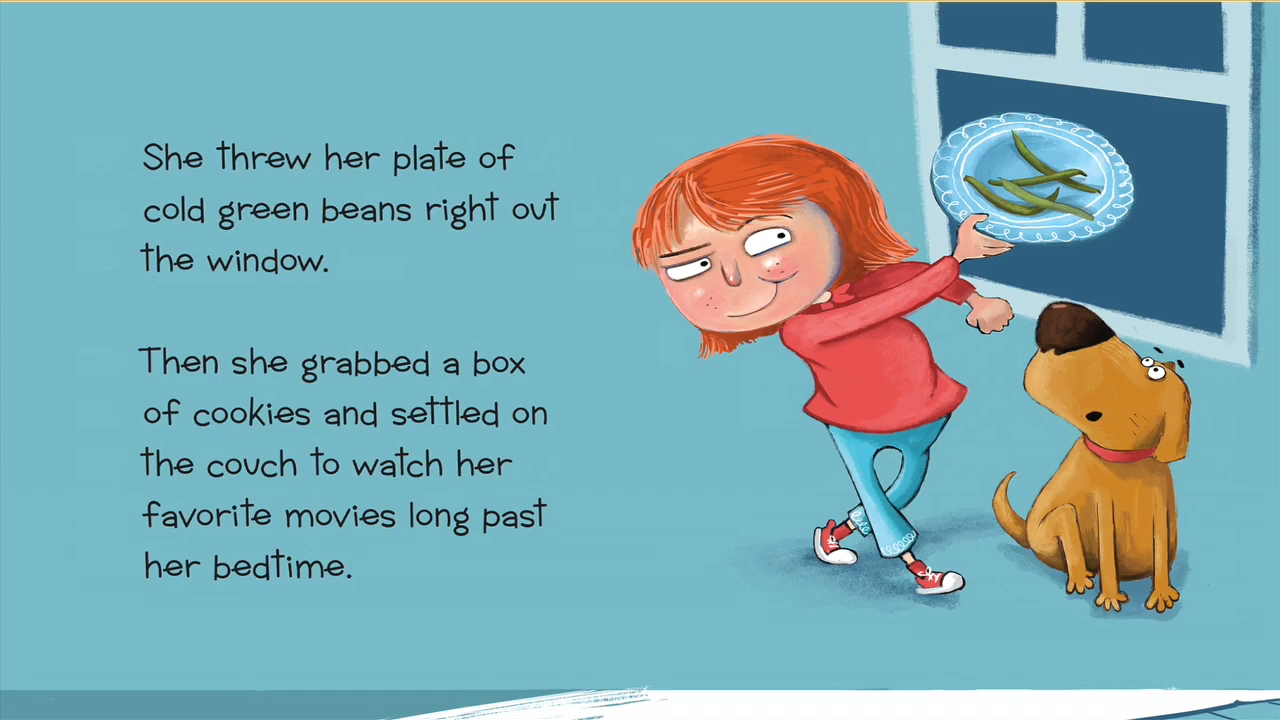 She threw her plate of
cold green beans right out
the window.
Then she grabbed a box
of cookies and settled on
the couch to watch her
favorite movies long past
her bedtime.